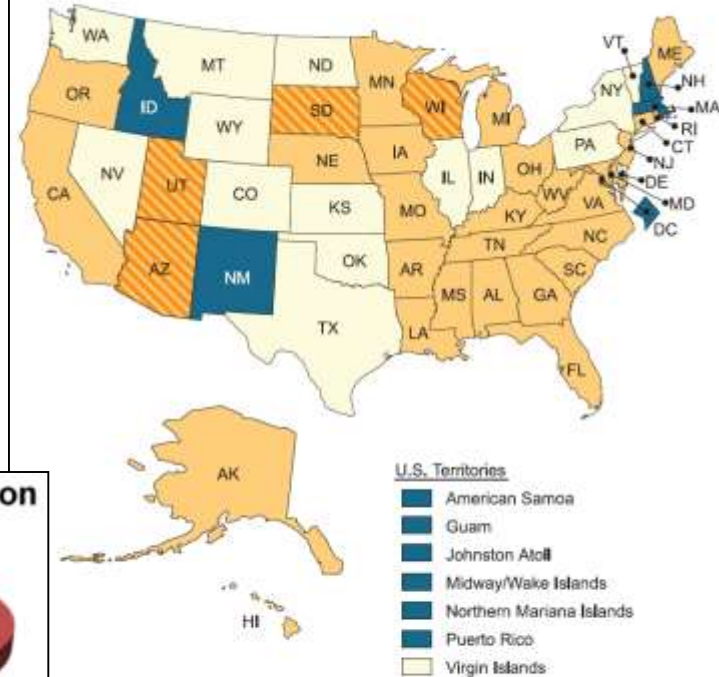 WA
MT
ND
MN
VT
ME
OR
ID
SD
WI
NY
NH
MA
WY
MI
RI
NE
IA
PA
CT
NV
IL
IN
OH
NJ
UT
CO
WV
DE
CA
KS
MO
KY
VA
MD
DC
AZ
NM
OK
AR
TN
NC
SC
MS
AL
GA
TX
LA
FL
AK
HI
on
U.S. Territories
American Samoa
Guam
Johnston Atoll
Midway/Wake Islands
Northern Mariana Islands
Puerto Rico
Virgin Islands